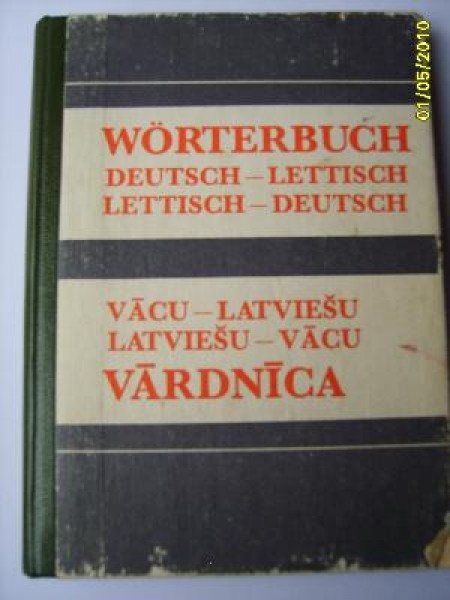 WÖRTERBUCH
DEUTSCH – LETTISCH
LETTISCH – DEUTSCH
VĀCU – LATVIEŠU
LATVIEŠU – VĀCU
VĀRDNĪCA
01/05/2010